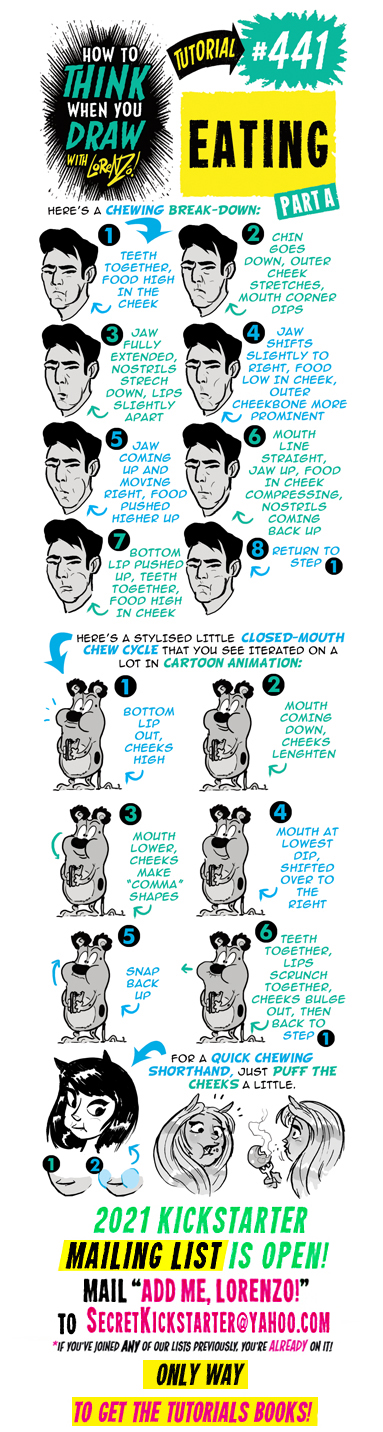 HOW TO
THINK
WHEN YOU
DRAW
WITH LORENZO!
TUTORIAL
#441
EATING
PART A
HERE'S A CHEWING BREAK-DOWN:
1
TEETH
TOGETHER,
FOOD HIGH
IN THE
CHEEK
2
CHIN
GOES
DOWN, OUTER
CHEEK
STRETCHES,
MOUTH CORNER
DIPS
3
JAW
FULLY
EXTENDED,
NOSTRILS
STRECH
DOWN, LIPS
SLIGHTLY
APART
4
JAW
SHIFTS
SLIGHTLY TO
RIGHT, FOOD
LOW IN CHEEK,
OUTER
CHEEKBONE MORE
PROMINENT
5
JAW
COMING
UP AND
MOVING
RIGHT, FOOD
PUSHED
HIGHER UP
6
MOUTH
LINE
STRAIGHT,
JAW UP, FOOD
IN CHEEK
COMPRESSING,
NOSTRILS
COMING
BACK UP
7
BOTTOM
LIP PUSHED
UP, TEETH
TOGETHER,
FOOD HIGH
IN CHEEK
8
RETURN TO
STEP 1
HERE'S A STYLISED LITTLE CLOSED-MOUTH
CHEW CYCLE THAT YOU SEE ITERATED ON A
LOT IN CARTOON ANIMATION:
1
BOTTOM
LIP
OUT,
CHEEKS
HIGH
2
MOUTH
COMING
DOWN,
CHEEKS
LENGHTEN
3
MOUTH
LOWER,
CHEEKS
MAKE
"COMMA"
SHAPES
4
MOUTH AT
LOWEST
DIP,
SHIFTED
OVER TO
THE
RIGHT
5
SNAP
BACK
UP
6
TEETH
TOGETHER,
LIPS
SCRUNCH
TOGETHER,
CHEEKS BULGE
OUT, THEN
BACK TO
STEP 1
FOR A QUICK CHEWING
SHORTHAND, JUST PUFF THE
CHEEKS A LITTLE.
1
2
2021 KICKSTARTER
MAILING LIST IS OPEN!
MAIL "ADD ME, LORENZO!"
TO SECRETKICKSTARTER@YAHOO.COM
*IF YOU'VE JOINED ANY OF OUR LISTS PREVIOUSLY, YOU'RE ALREADY ON IT!
ONLY WAY
TO GET THE TUTORIALS BOOKS!